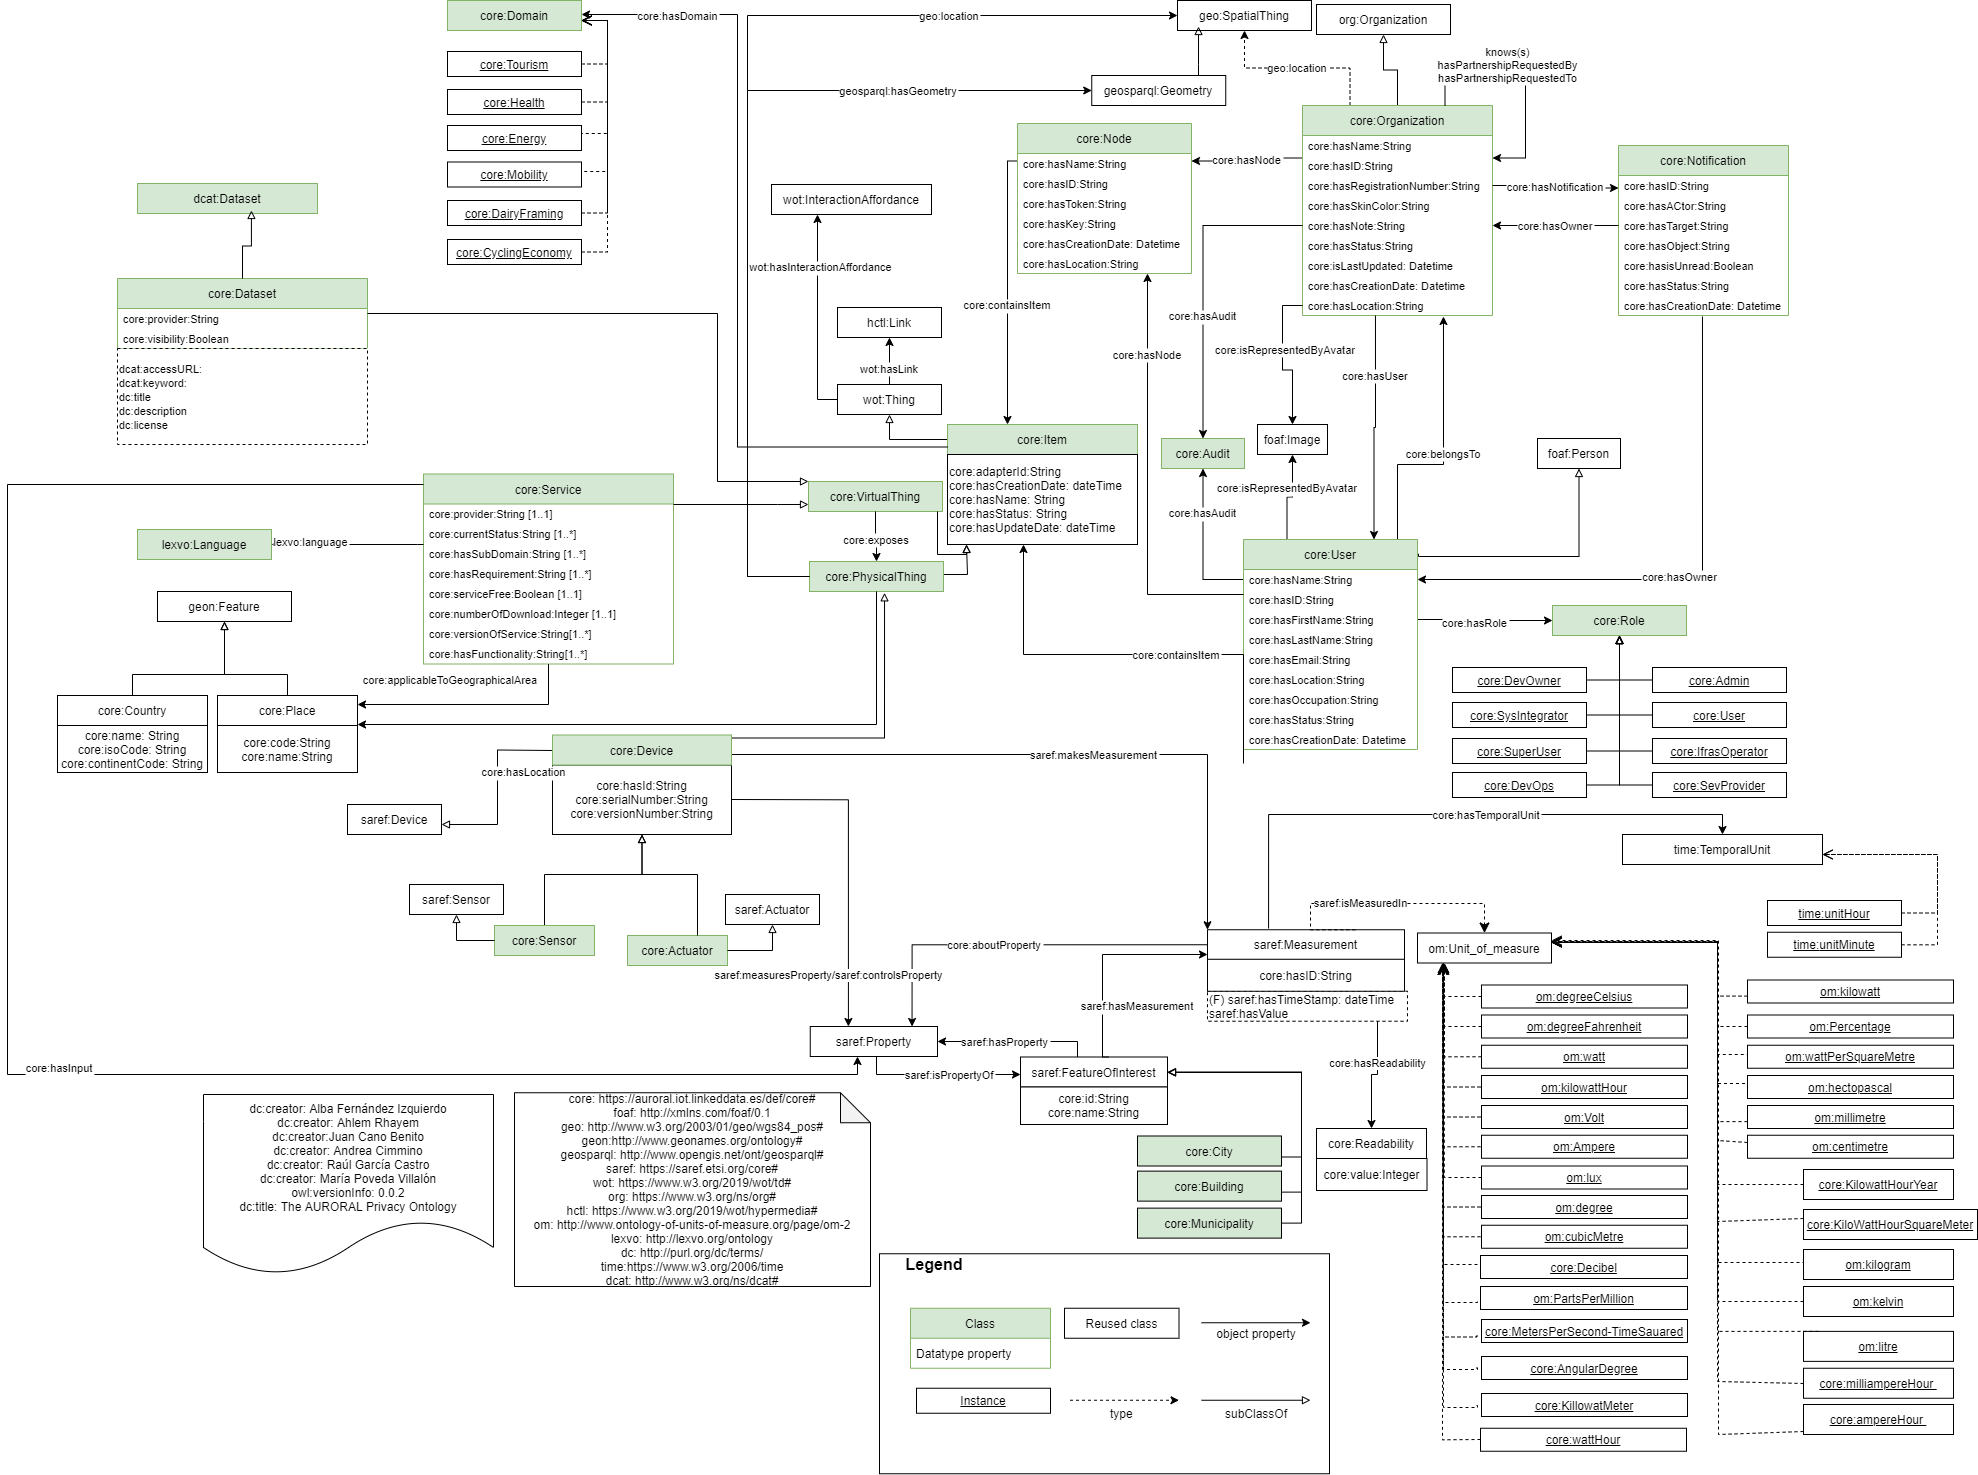 core:Domain
core:hasDomain
geo:location
geo:SpatialThing
org:Organization
core:Tourism
core:Health
core:Energy
core:Mobility
core:DairyFraming
core:CyclingEconomy
geosparql:hasGeometry
geosparql:Geometry
geo:location
knows(s)
hasPartnershipRequestedBy
hasPartnershipRequestedTo
core:Node
core:hasName:String
core:hasID:String
core:hasToken:String
core:hasKey:String
core:hasCreationDate: Datetime
core:hasLocation:String
core:hasNode
core:Organization
core:hasName:String
core:hasID:String
core:hasRegistrationNumber:String
core:hasSkinColor:String
core:hasNote:String
core:hasStatus:String
core:isLastUpdated: Datetime
core:hasCreationDate: Datetime
core:hasLocation:String
core:hasNotification
core:hasOwner
core:Notification
core:hasID:String
core:hasACtor:String
core:hasTarget:String
core:hasObject:String
core:hasisUnread:Boolean
core:hasStatus:String
core:hasCreationDate: Datetime
dcat:Dataset
core:Dataset
core:provider:String
core:visibility:Boolean
dcat:accessURL:
dcat:keyword:
dc:title
dc:description
dc:license
wot:InteractionAffordance
wot:hasInteractionAffordance
hctl:Link
wot:hasLink
wot:Thing
core:containsItem
core:hasAudit
core:hasNode
core:isRepresentedByAvatar
core:hasUser
core:Item
core:adapterId:String
core:hasCreationDate: dateTime
core:hasName: String
core:hasStatus: String
core:hasUpdateDate: dateTime
core:Audit
foaf:Image
core:belongsTo
foaf:Person
core:isRepresentedByAvatar
core:hasAudit
core:Service
core:provider:String [1..1]
core:currentStatus:String [1..*]
core:hasSubDomain:String [1..*]
core:hasRequirement:String [1..*]
core:serviceFree:Boolean [1..1]
core:numberOfDownload:Integer [1..1]
core:versionOfService:String[1..*]
core:hasFunctionality:String[1..*]
core:VirtualThing
core:exposes
core:PhysicalThing
lexvo:Language
lexvo:language
geon:Feature
core:applicableToGeographicalArea
core:Country
core:name: String
core:isoCode: String
core:continentCode: String
core:Place
core:code:String
core:name:String
core:User
core:hasName:String
core:hasID:String
core:hasFirstName:String
core:hasLastName:String
core:hasEmail:String
core:hasLocation:String
core:hasOccupation:String
core:hasStatus:String
core:hasCreationDate: Datetime
core:hasOwner
core:hasRole
core:Role
core:containsItem
core:DevOwner
core:Admin
core:SysIntegrator
core:User
core:SuperUser
core:IfrasOperator
core:DevOps
core:SevProvider
core:Device
core:hasId:String
core:serialNumber:String
core:versionNumber:String
core:hasLocation
saref:Device
saref:makesMeasurement
core:hasTemporalUnit
time:TemporalUnit
time:unitHour
time:unitMinute
saref:Sensor
core:Sensor
saref:Actuator
core:Actuator
saref:measuresProperty/saref:controlsProperty
core:aboutProperty
saref:isMeasuredIn
saref:Measurement
core:hasID:String
(F) saref:hasTimeStamp: dateTime
saref:hasValue
om:Unit_of_measure
saref:hasMeasurement
saref:Property
saref:hasProperty
saref:isPropertyOf
saref:FeatureOfInterest
core:id:String
core:name:String
core:hasReadability
core:Readability
core:value:Integer
core:hasInput
core:City
core:Building
core:Municipality
om:degreeCelsius
om:degreeFahrenheit
om:watt
om:kilowattHour
om:Volt
om:Ampere
om:lux
om:degree
om:cubicMetre
core:Decibel
om:PartsPerMillion
core:MetersPerSecond-TimeSauared
core:AngularDegree
core:KillowatMeter
core:wattHour
om:kilowatt
om:Percentage
om:wattPerSquareMetre
om:hectopascal
om:millimetre
om:centimetre
core:KilowattHourYear
core:KiloWattHourSquareMeter
om:kilogram
om:kelvin
om:litre
core:milliampereHour
core:ampereHour
dc:creator: Alba Fernández Izquierdo
dc:creator: Ahlem Rhayem
dc:creator:Juan Cano Benito
dc:creator: Andrea Cimmino
dc:creator: Raúl García Castro
dc:creator: María Poveda Villalón
owl:versionInfo: 0.0.2
dc:title: The AURORAL Privacy Ontology
core: https://auroral.iot.linkeddata.es/def/core#
foaf: http://xmlns.com/foaf/0.1
geo: http://www.w3.org/2003/01/geo/wgs84_pos#
geon:http://www.geonames.org/ontology#
geosparql: http://www.opengis.net/ont/geosparql#
saref: https://saref.etsi.org/core#
wot: https://www.w3.org/2019/wot/td#
org: https://www.w3.org/ns/org#
hctl: https://www.w3.org/2019/wot/hypermedia#
om: http://www.ontology-of-units-of-measure.org/page/om-2
lexvo: http://lexvo.org/ontology
dc: http://purl.org/dc/terms/
time:https://www.w3.org/2006/time
dcat: http://www.w3.org/ns/dcat#
Legend
Class
Datatype property
Reused class
object property
Instance
type
subClassOf